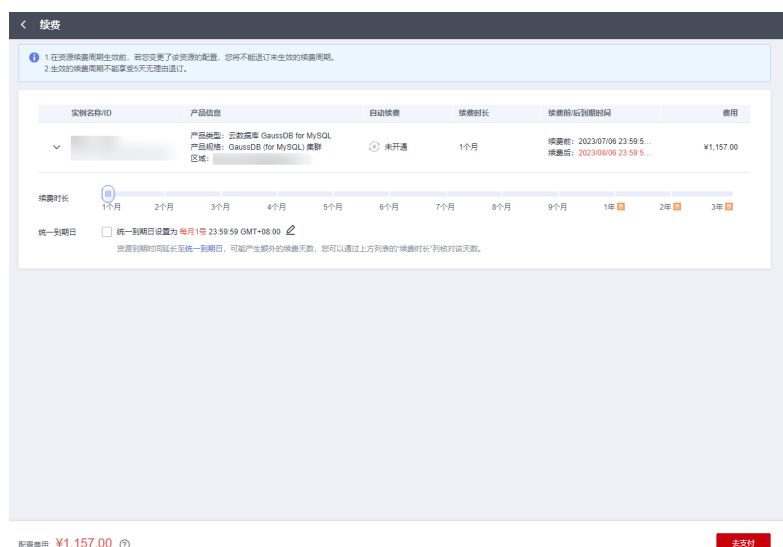 续费
1.在资源续费周期生效前，若您变更了该资源的配置，您将不能退订未生效的续费周期。
2.生效的续费周期不能享受5天无理由退订。
实例名称/ID 产品信息 自动续费 续费时长 续费前/后到期时间 费用
产品类型：云数据库 GaussDB for MySQL
产品规格：GaussDB (for MySQL) 集群
区域：
未开通 1个月
续费前：2023/07/06 23:59:5...
续费后：2023/08/06 23:59:5...
¥1,157.00
续费时长
1个月 2个月 3个月 4个月 5个月 6个月 7个月 8个月 9个月 1年 2年 3年
统一到期日 统一到期日设置为 每月1号 23:59:59 GMT+08:00
资源到期时间延长至统一到期日，可能产生额外的续费天数，您可以通过上方列表的“续费时长”列核对该天数。
配置费用: ¥1,157.00
去支付